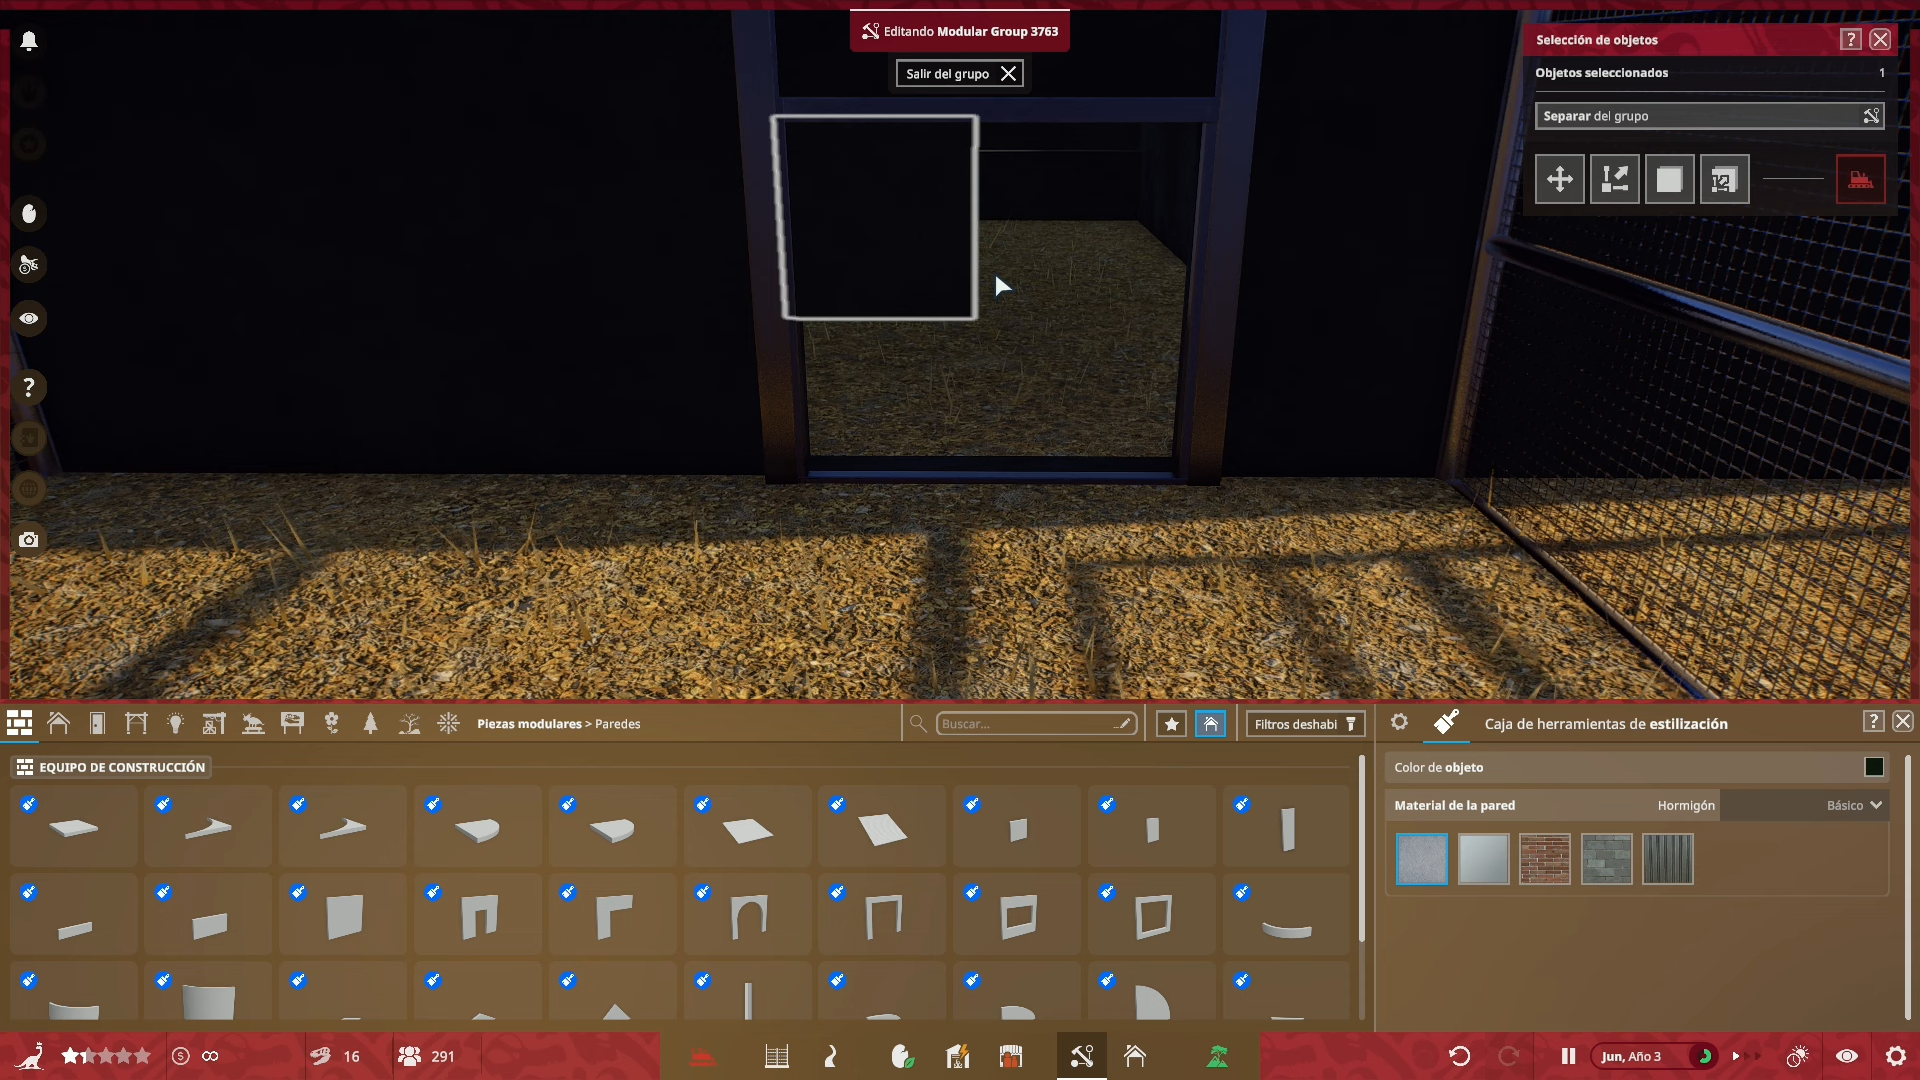 Editando Modular Group 3763
Salir del grupo
Selección de objetos
?
Objetos seleccionados 1
Separar del grupo
?
Piezas modulares > Paredes
Buscar...
Filtros deshabi
Caja de herramientas de estilización
?
EQUIPO DE CONSTRUCCIÓN
Color de objeto
Material de la pared Hormigón Básico
∞
16
291
Jun, Año 3